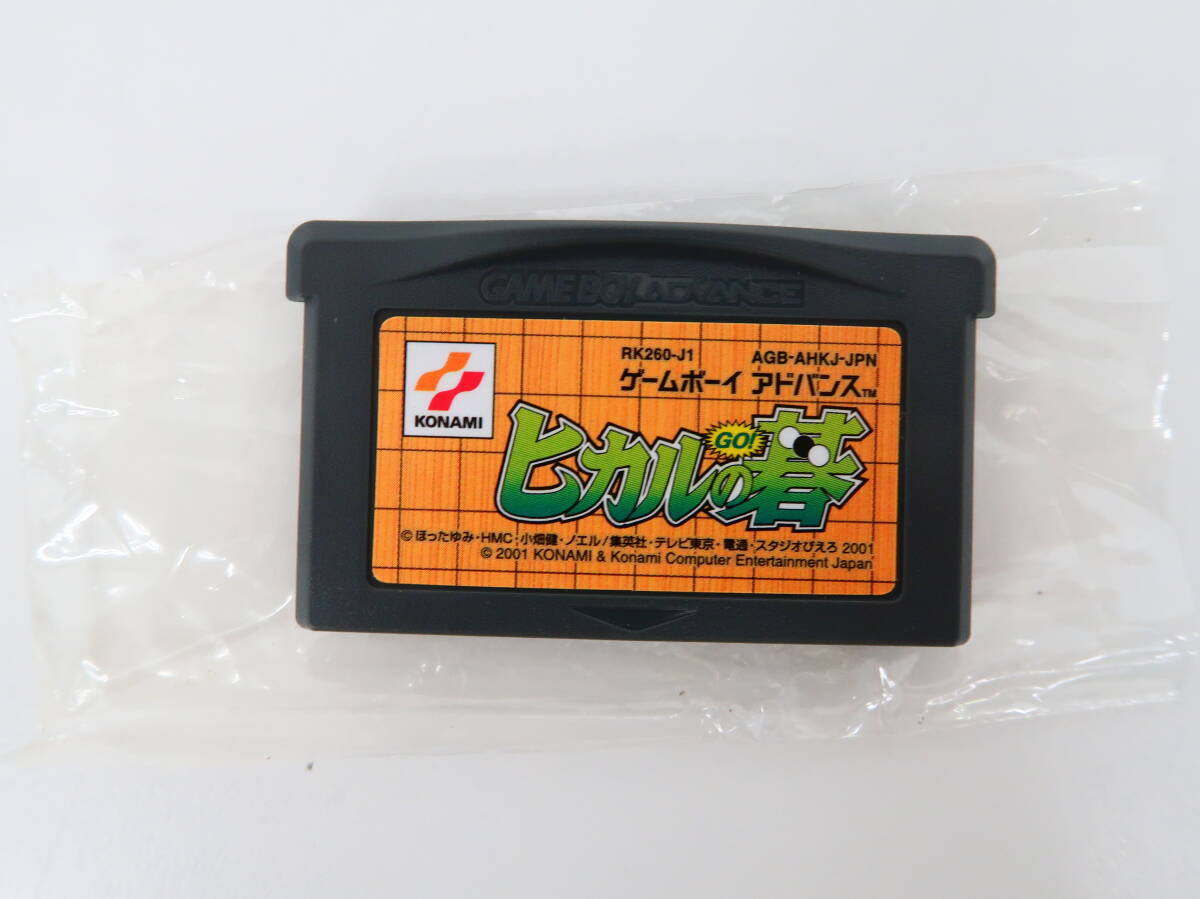 GAME BOY ADVANCE
KONAMI
RK260-J1 AGB-AHKJ-JPN
ゲームボーイ アドバンス™
GO!
ヒカルの碁
©ほったゆみ・HMC・小畑健・ノエル/集英社・テレビ東京・電通・スタジオぴえろ 2001
© 2001 KONAMI & Konami Computer Entertainment Japan